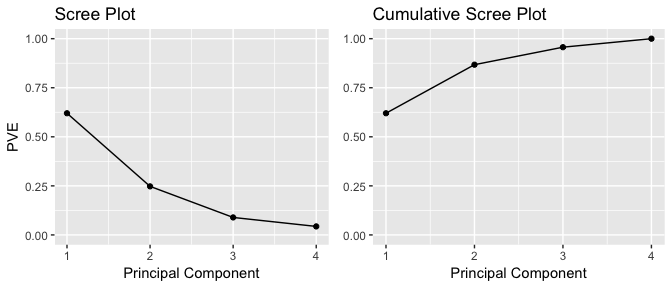 Scree Plot
1.00
0.75
0.50
0.25
0.00
PVE
1 2 3 4
Principal Component
Cumulative Scree Plot
1.00
0.75
0.50
0.25
0.00
1 2 3 4
Principal Component